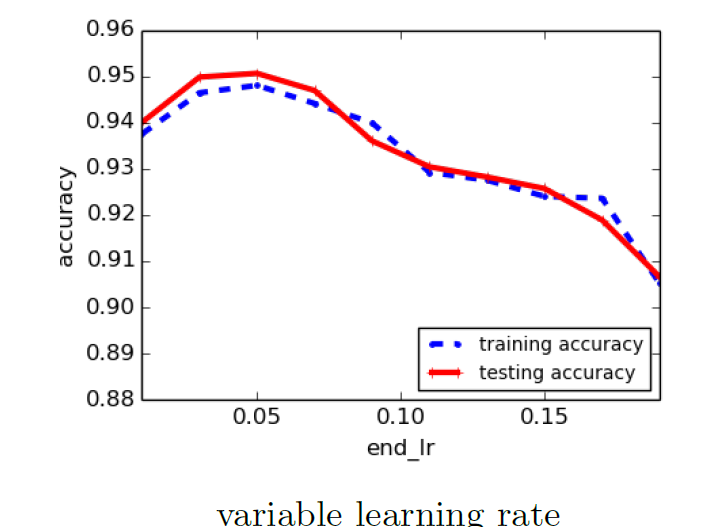 0.96
0.95
0.94
0.93
0.92
0.91
0.90
0.89
0.88
accuracy
0.05 0.10 0.15
end_lr
training accuracy
testing accuracy
variable learning rate